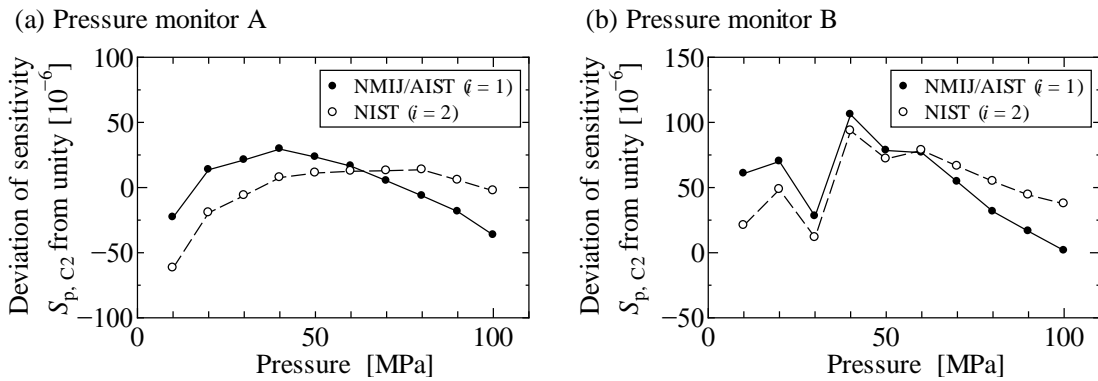 (a) Pressure monitor A
100
50
0
−50
−100
0
50
100
Pressure [MPa]
Deviation of sensitivity
S_p, C2 from unity [10^−6]
NMIJ/AIST (i = 1)
NIST (i = 2)
(b) Pressure monitor B
150
100
50
0
−50
0
50
100
Pressure [MPa]
Deviation of sensitivity
S_p, C2 from unity [10^−6]
NMIJ/AIST (i = 1)
NIST (i = 2)